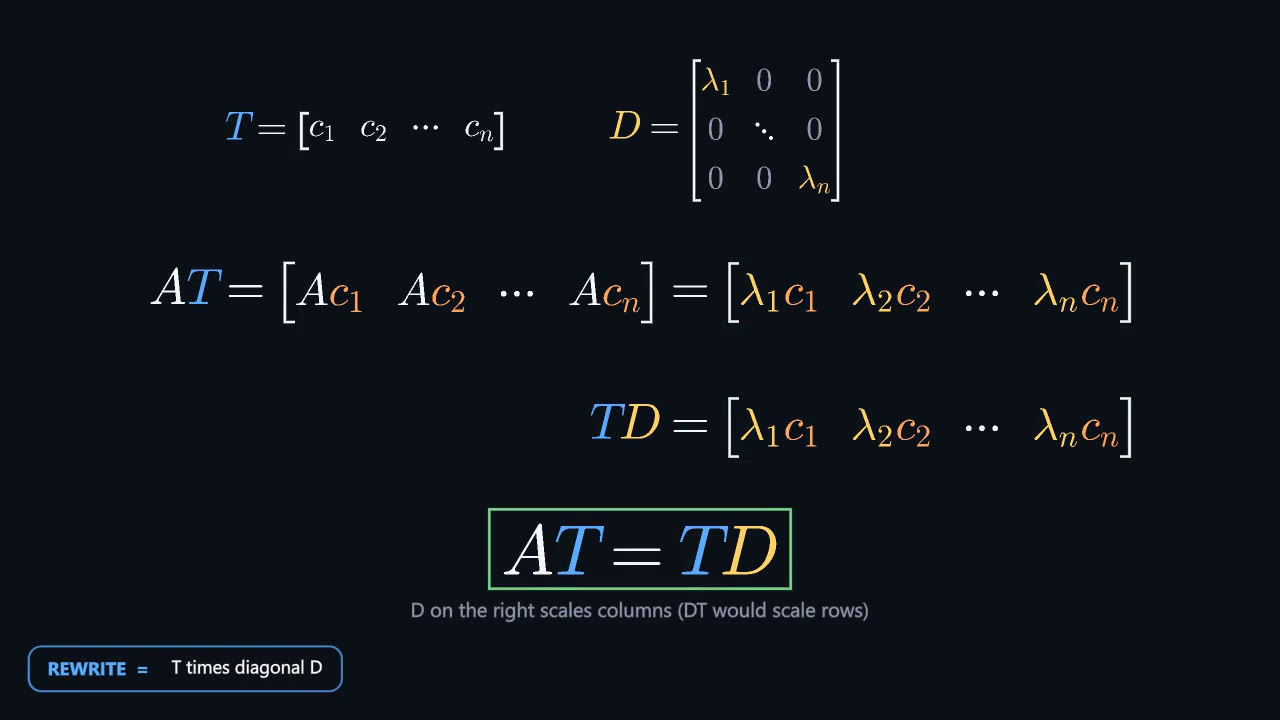 T = [c₁ c₂ ⋯ cₙ]
D = [λ₁ 0 0
0 ⋱ 0
0 0 λₙ]
AT = [Ac₁ Ac₂ ⋯ Acₙ] = [λ₁c₁ λ₂c₂ ⋯ λₙcₙ]
TD = [λ₁c₁ λ₂c₂ ⋯ λₙcₙ]
AT = TD
D on the right scales columns (DT would scale rows)
REWRITE = T times diagonal D